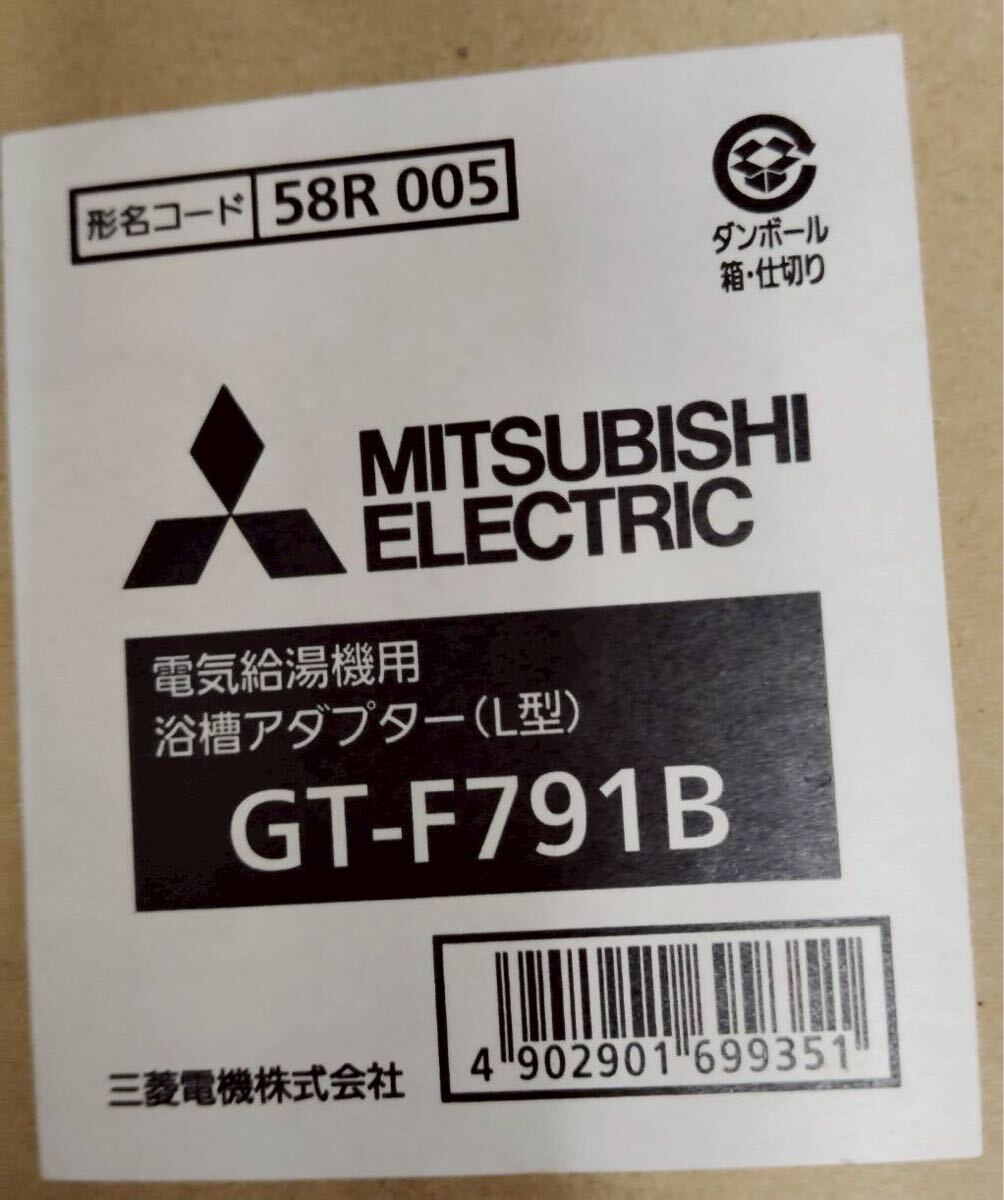 形名コード 58R 005
ダンボール
箱・仕切り
MITSUBISHI
ELECTRIC
電気給湯機用
浴槽アダプター(L型)
GT-F791B
4 902901 699351
三菱電機株式会社